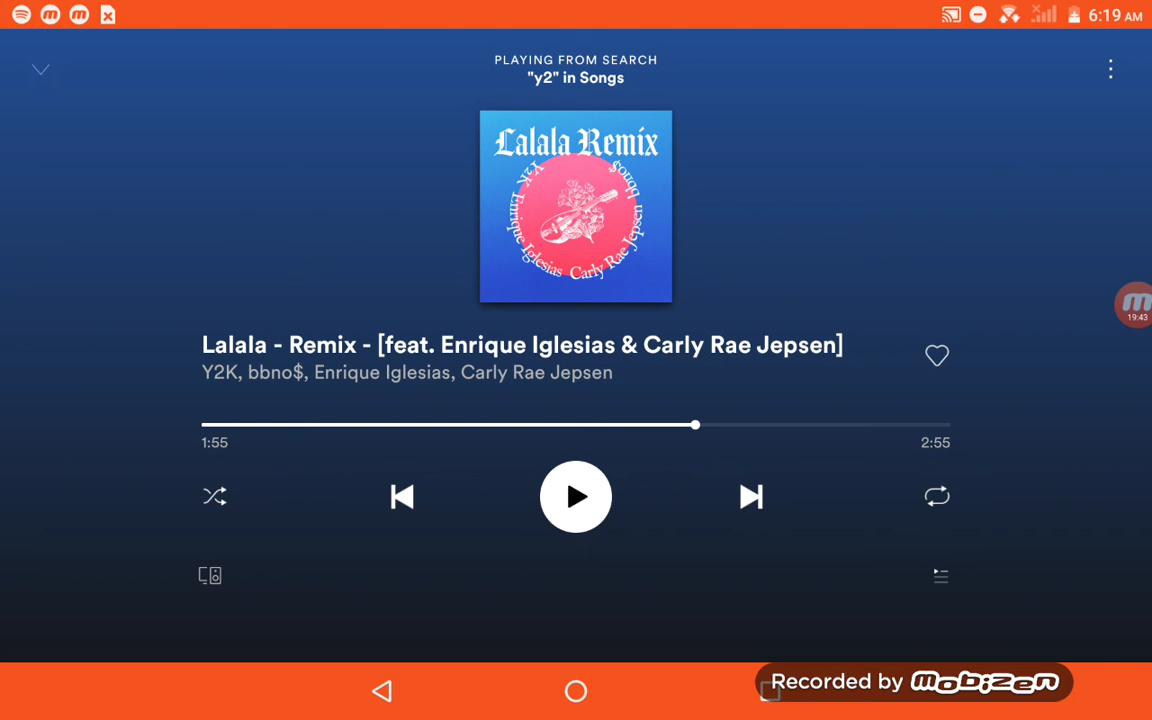 6:19 AM
PLAYING FROM SEARCH
"y2" in Songs
Lalala Remix
Y2K bbno$
Enrique Iglesias Carly Rae Jepsen
19:43
Lalala - Remix - [feat. Enrique Iglesias & Carly Rae Jepsen]
Y2K, bbno$, Enrique Iglesias, Carly Rae Jepsen
1:55
2:55
Recorded by mobizen